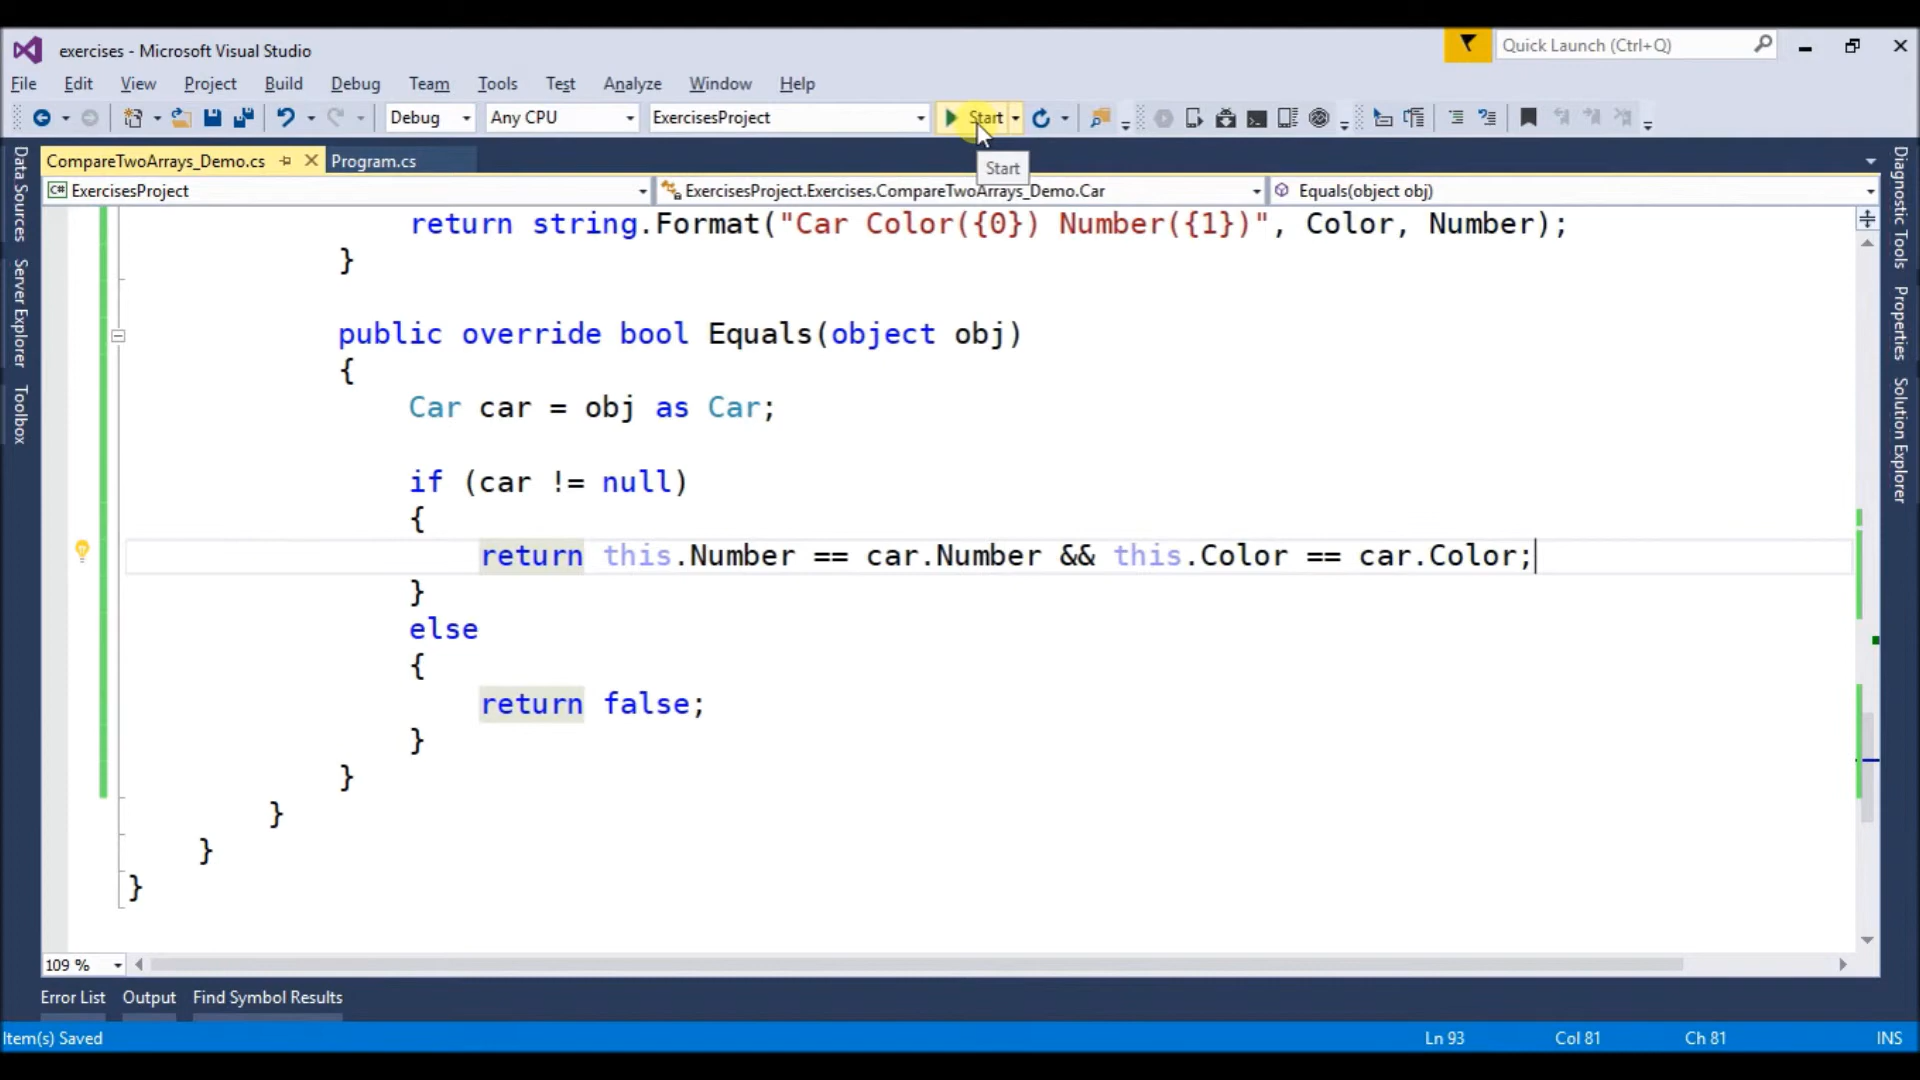 exercises - Microsoft Visual Studio
Quick Launch (Ctrl+Q)
File Edit View Project Build Debug Team Tools Test Analyze Window Help
Debug Any CPU ExercisesProject Start
Start
CompareTwoArrays_Demo.cs Program.cs
C# ExercisesProject ExercisesProject.Exercises.CompareTwoArrays_Demo.Car Equals(object obj)
return string.Format("Car Color({0}) Number({1})", Color, Number);
}
public override bool Equals(object obj)
{
Car car = obj as Car;
if (car != null)
{
return this.Number == car.Number && this.Color == car.Color;
}
else
{
return false;
}
}
}
}
}
Data Sources
Server Explorer
Toolbox
Diagnostic Tools
Properties
Solution Explorer
109 %
Error List Output Find Symbol Results
Item(s) Saved Ln 93 Col 81 Ch 81 INS